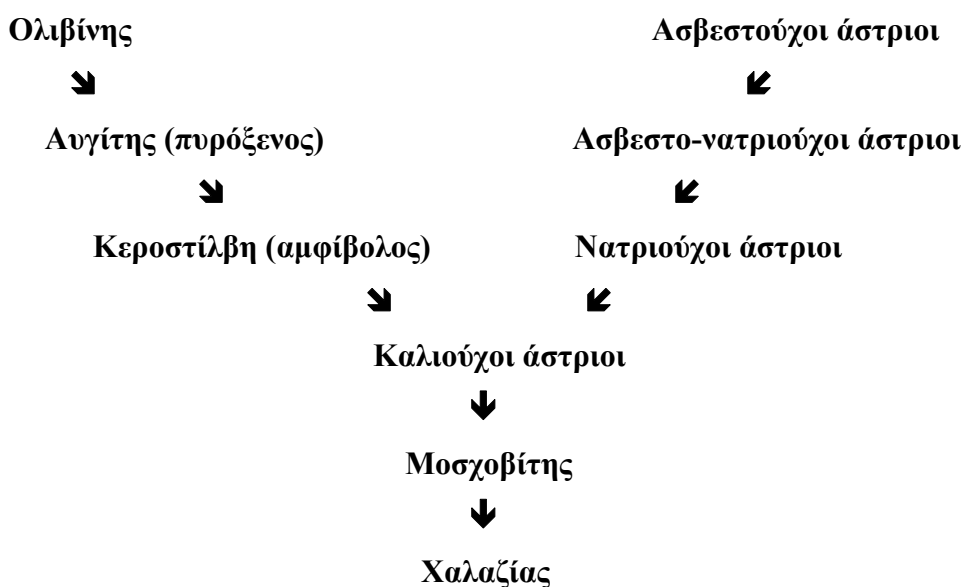 Ολιβίνης Ασβεστούχοι άστριοι
Αυγίτης (πυρόξενος) Ασβεστο-νατριούχοι άστριοι
Κεροστίλβη (αμφίβολος) Νατριούχοι άστριοι
Καλιούχοι άστριοι
Μοσχοβίτης
Χαλαζίας